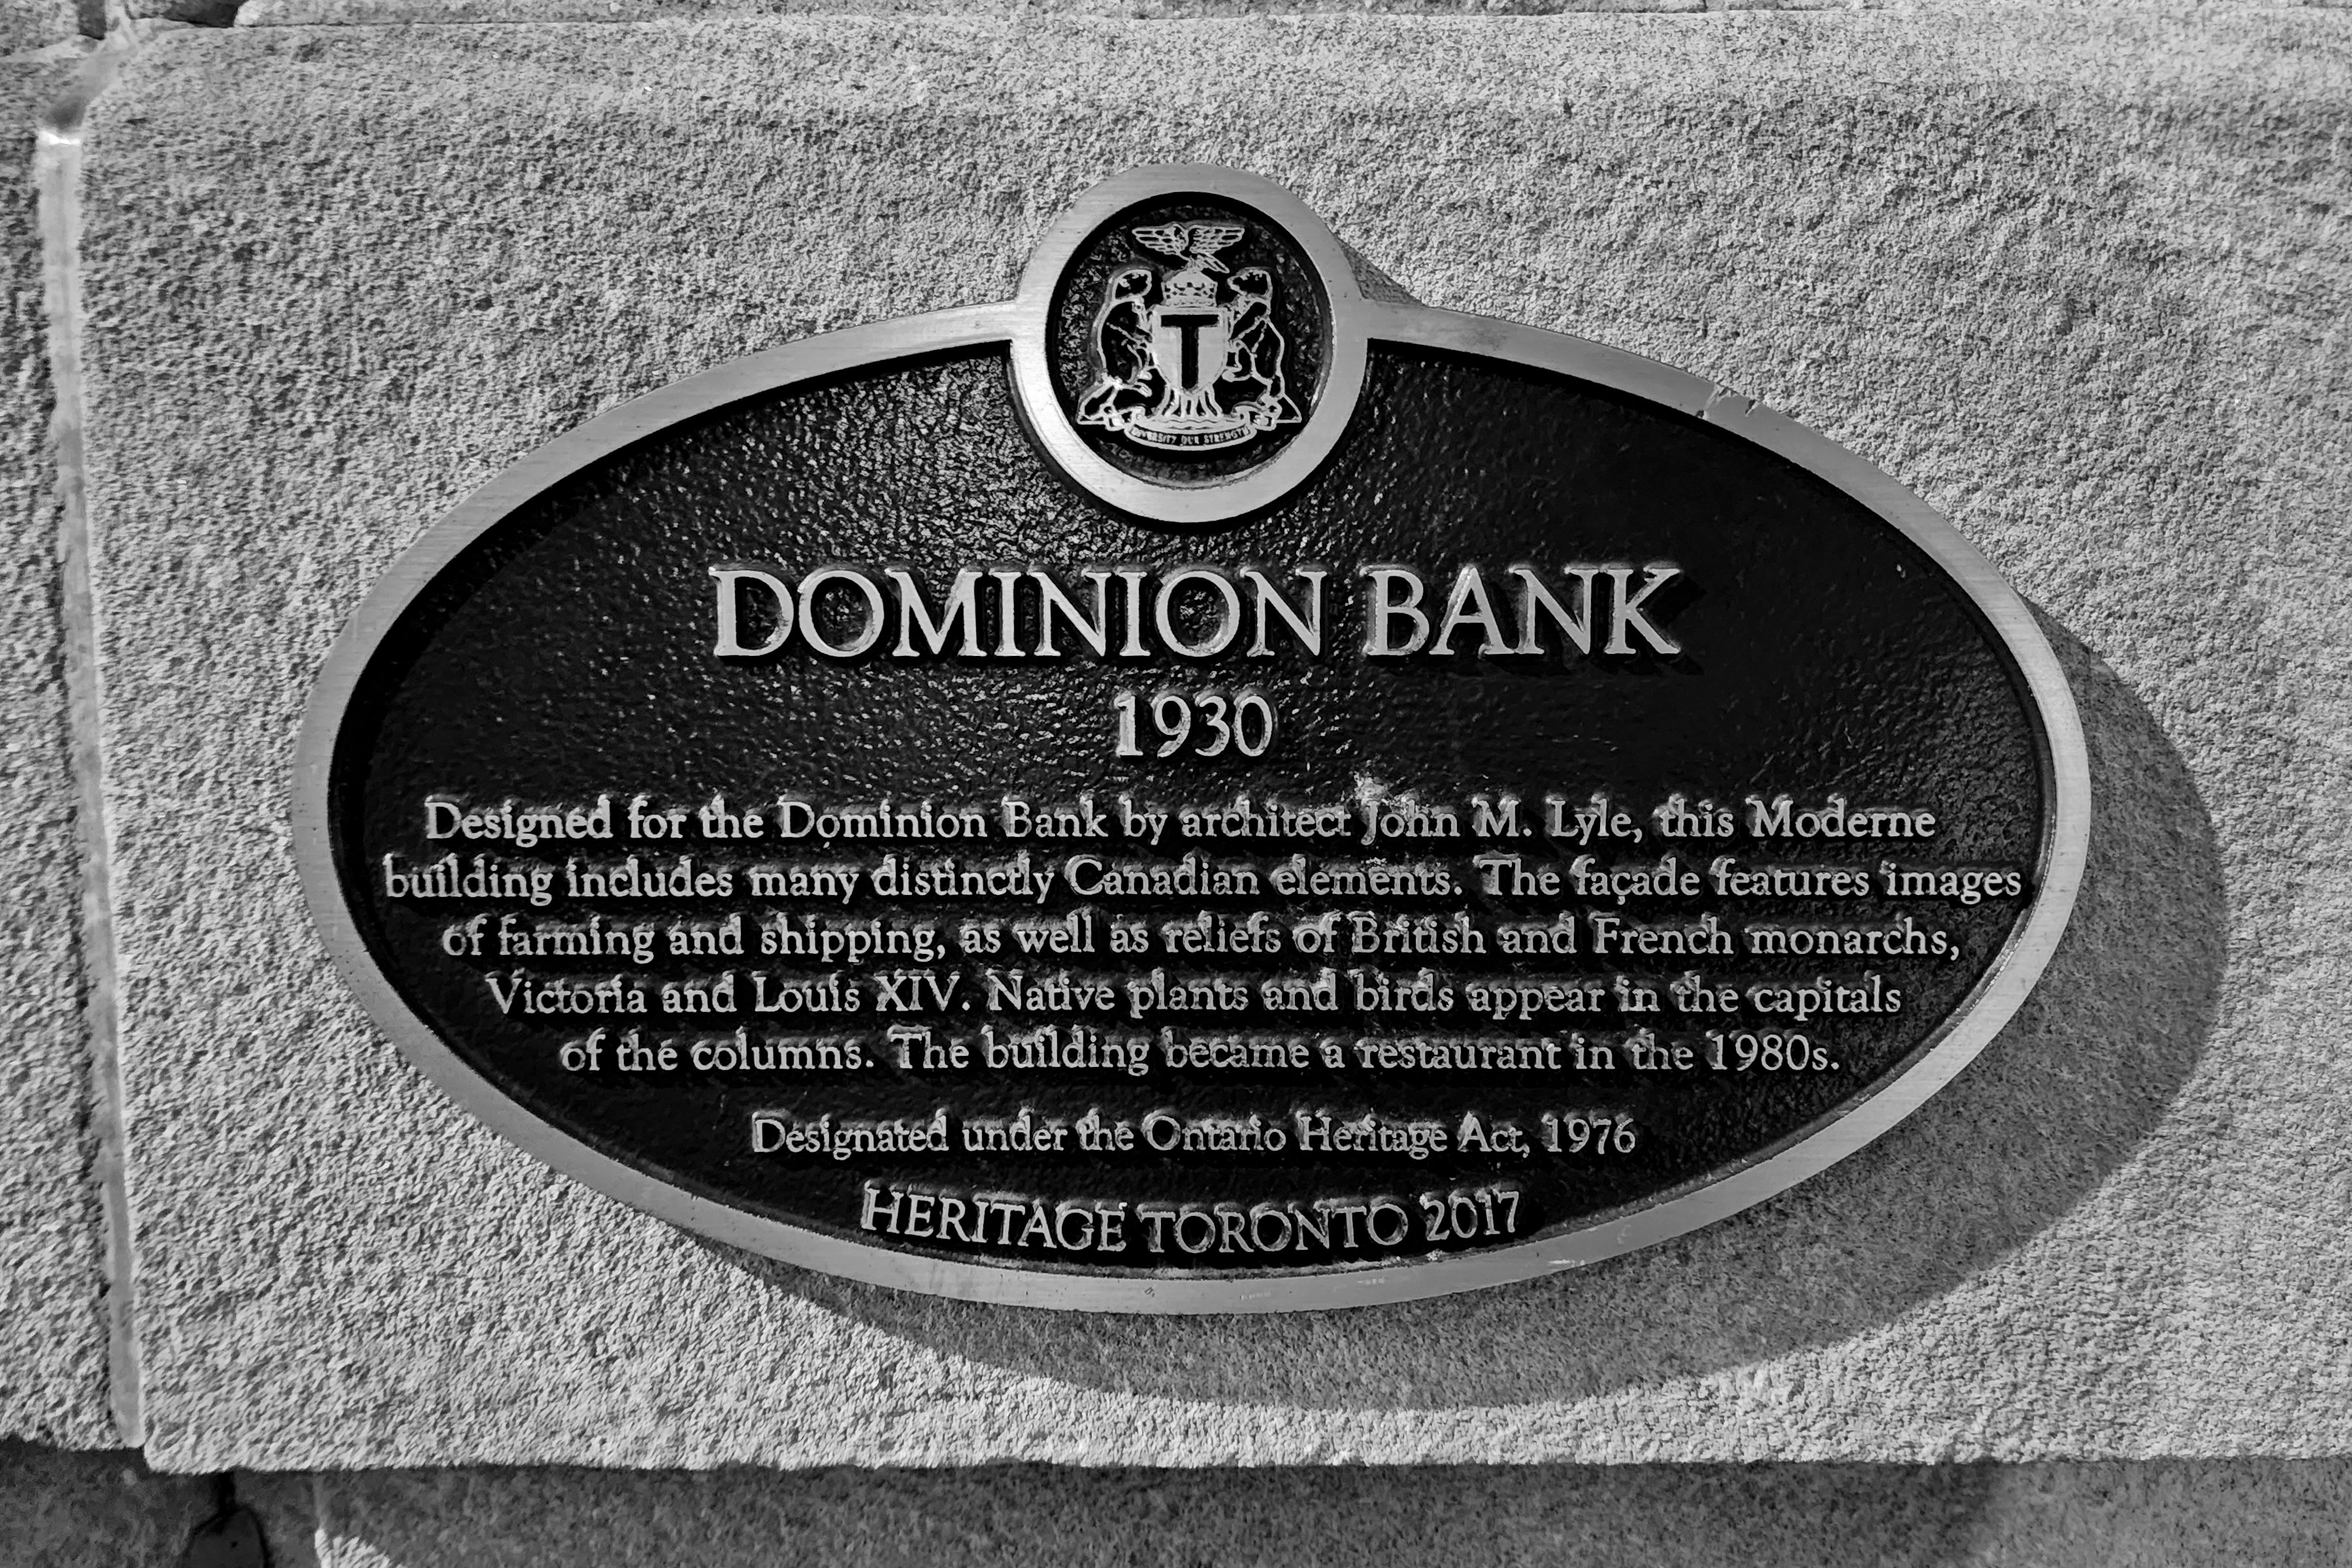 T
DIVERSITY OUR STRENGTH
DOMINION BANK
1930
Designed for the Dominion Bank by architect John M. Lyle, this Moderne
building includes many distinctly Canadian elements. The façade features images
of farming and shipping, as well as reliefs of British and French monarchs,
Victoria and Louis XIV. Native plants and birds appear in the capitals
of the columns. The building became a restaurant in the 1980s.
Designated under the Ontario Heritage Act, 1976
HERITAGE TORONTO 2017